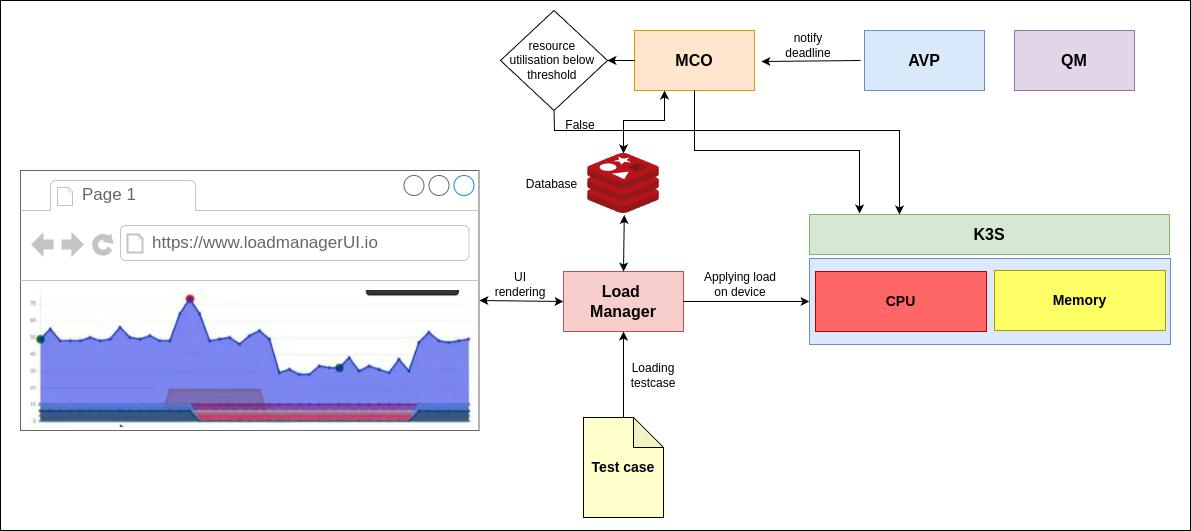 resource
utilisation below
threshold
MCO
notify
deadline
AVP
QM
False
Database
Page 1
https://www.loadmanagerUI.io
K3S
UI
rendering
Load
Manager
Applying load
on device
CPU
Memory
Loading
testcase
Test case
70
60
50
40
30
20
10
0